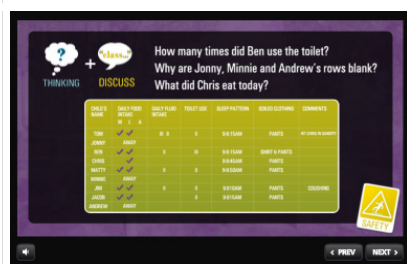 ?
"class..."
+
THINKING
DISCUSS
How many times did Ben use the toilet?
Why are Jonny, Minnie and Andrew's rows blank?
What did Chris eat today?
CHILD'S NAME DAILY FOOD INTAKE DAILY FLUID INTAKE TOILET USE SLEEP PATTERN SOILED CLOTHING COMMENTS
TOM PANTS
JONNY AWAY
BEN SHIRT & PANTS
CHRIS PANTS
MATTY PANTS
MINNIE AWAY
JIM PANTS COUGHING
JACOB PANTS
ANDREW AWAY
SAFETY
< PREV NEXT >